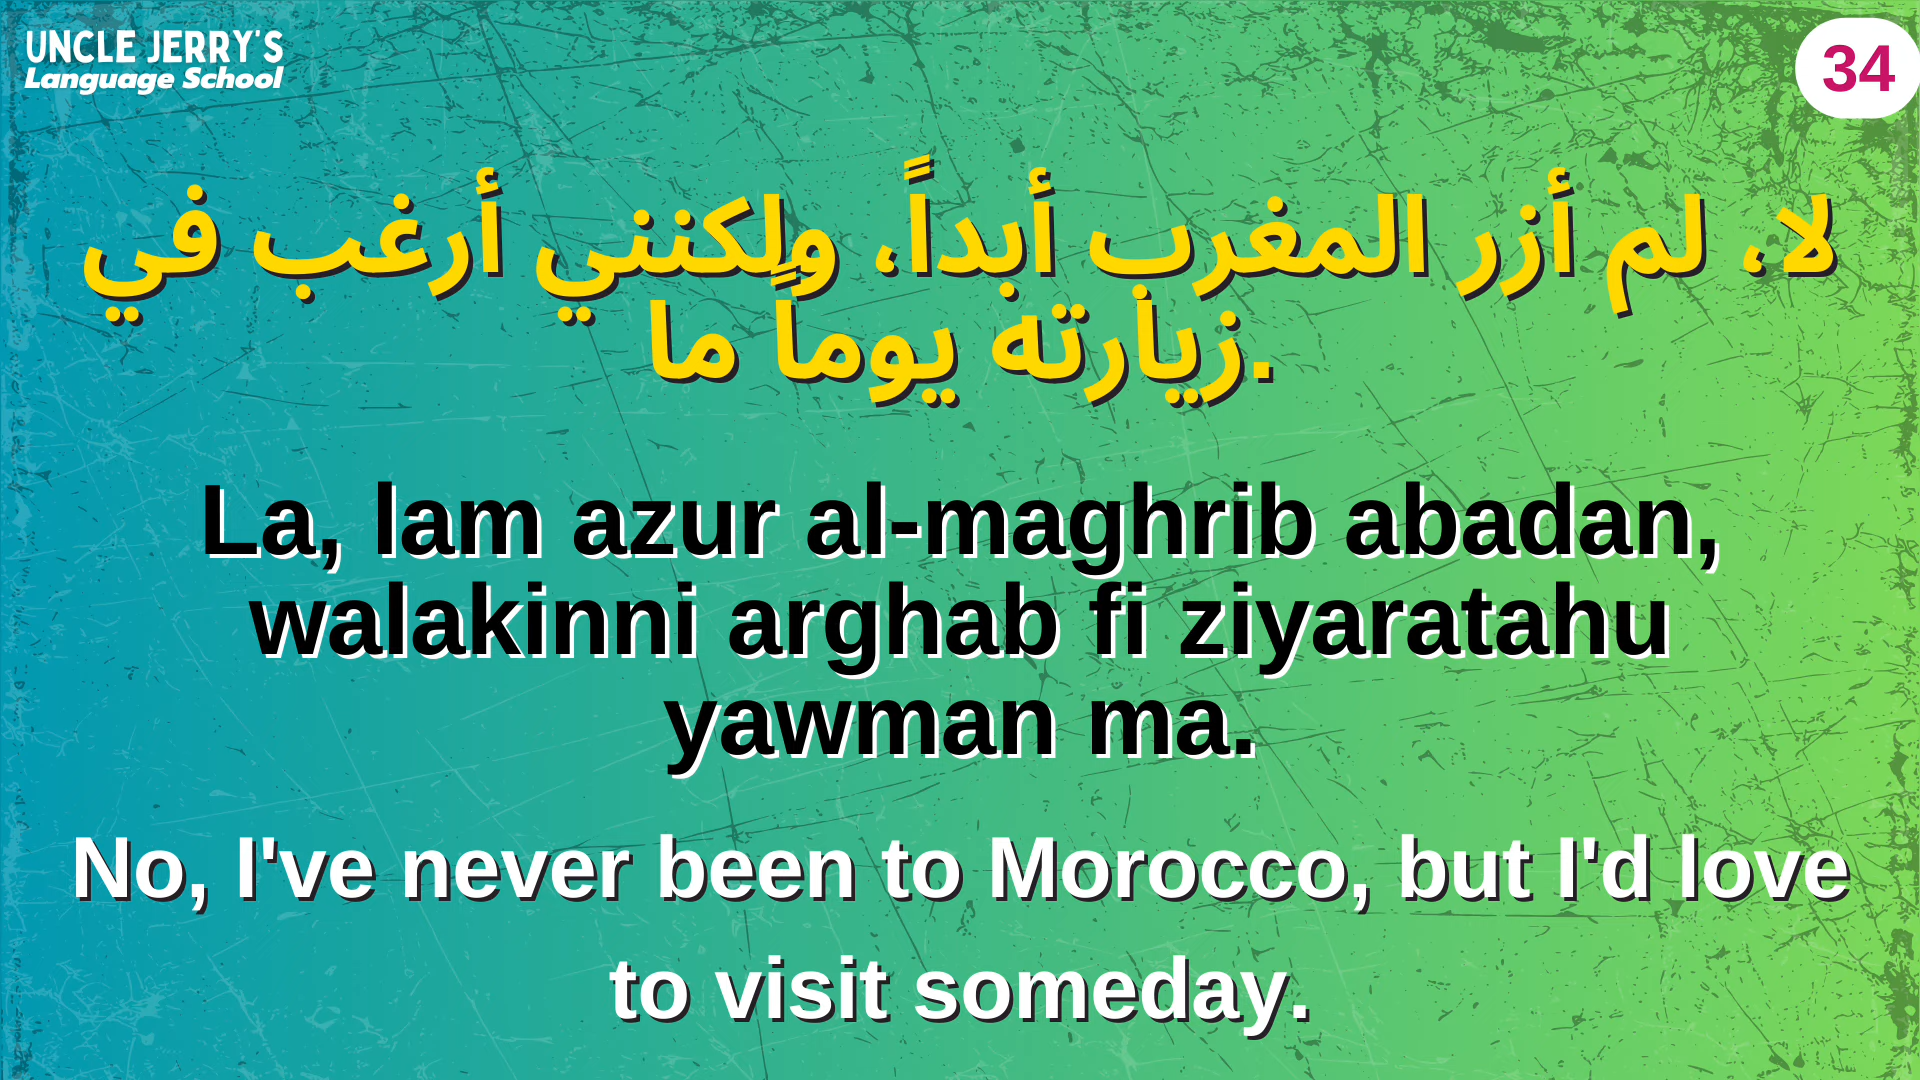 UNCLE JERRY'S
Language School
34
لا، لم أزر المغرب أبداً، ولكنني أرغب في
.زيارته يوماً ما
La, lam azur al-maghrib abadan,
walakinni arghab fi ziyaratahu
yawman ma.
No, I've never been to Morocco, but I'd love
to visit someday.